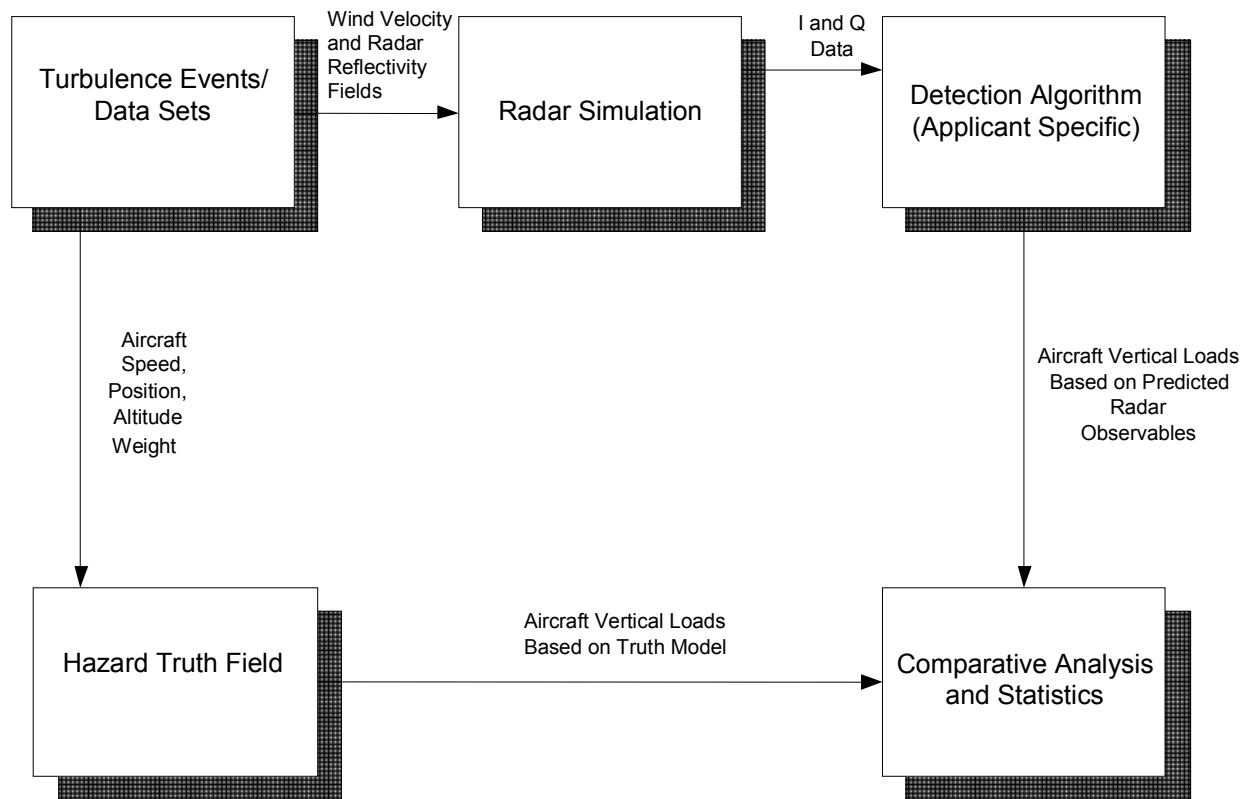 Turbulence Events/
Data Sets
Wind Velocity
and Radar
Reflectivity
Fields
Radar Simulation
I and Q
Data
Detection Algorithm
(Applicant Specific)
Aircraft
Speed,
Position,
Altitude
Weight
Aircraft Vertical Loads
Based on Predicted
Radar
Observables
Hazard Truth Field
Aircraft Vertical Loads
Based on Truth Model
Comparative Analysis
and Statistics